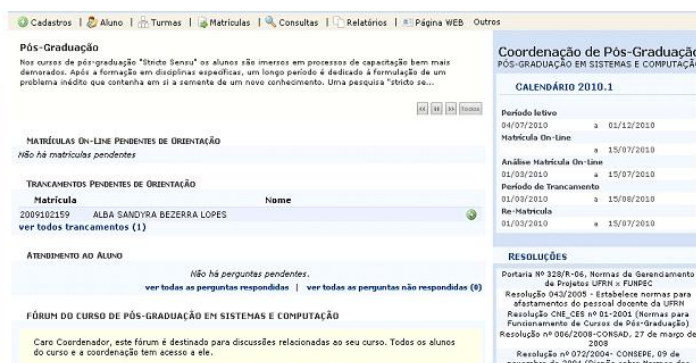 Cadastros | Aluno | Turmas | Matrículas | Consultas | Relatórios | Página WEB Outros
Pós-Graduação
Nos cursos de pós-graduação "Stricto Sensu" os alunos são imersos em processos de capacitação bem mais
demorados. Após a formação em disciplinas específicas, um longo período é dedicado à formulação de um
problema inédito que contenha em si a semente de um novo conhecimento. Uma pesquisa "stricto se...
Todos
MATRÍCULAS ON-LINE PENDENTES DE ORIENTAÇÃO
Não há matrículas pendentes
TRANCAMENTOS PENDENTES DE ORIENTAÇÃO
Matrícula Nome
2009102159 ALBA SANDYRA BEZERRA LOPES
ver todos trancamentos (1)
ATENDIMENTO AO ALUNO
Não há perguntas pendentes.
ver todas as perguntas respondidas | ver todas as perguntas não respondidas (0)
FÓRUM DO CURSO DE PÓS-GRADUAÇÃO EM SISTEMAS E COMPUTAÇÃO
Caro Coordenador, este fórum é destinado para discussões relacionadas ao seu curso. Todos os alunos
do curso e a coordenação tem acesso a ele.
Coordenação de Pós-Graduação
PÓS-GRADUAÇÃO EM SISTEMAS E COMPUTAÇÃO
CALENDÁRIO 2010.1
Período letivo
04/07/2010 a 01/12/2010
Matrícula On-Line
a 15/07/2010
Análise Matrícula On-Line
01/03/2010 a 15/07/2010
Período de Trancamento
01/03/2010 a 15/08/2010
Re-Matrícula
01/03/2010 a 15/07/2010
RESOLUÇÕES
Portaria Nº 328/R-06, Normas de Gerenciamento
de Projetos UFRN x FUNPEC
Resolução 043/2005 - Estabelece normas para
afastamentos do pessoal docente da UFRN
Resolução CNE_CES nº 01-2001 (Normas para
Funcionamento de Cursos de Pós-Graduação)
Resolução nº 006/2008-CONSAD, 27 de março de
2008
Resolução nº 072/2004- CONSEPE, 09 de